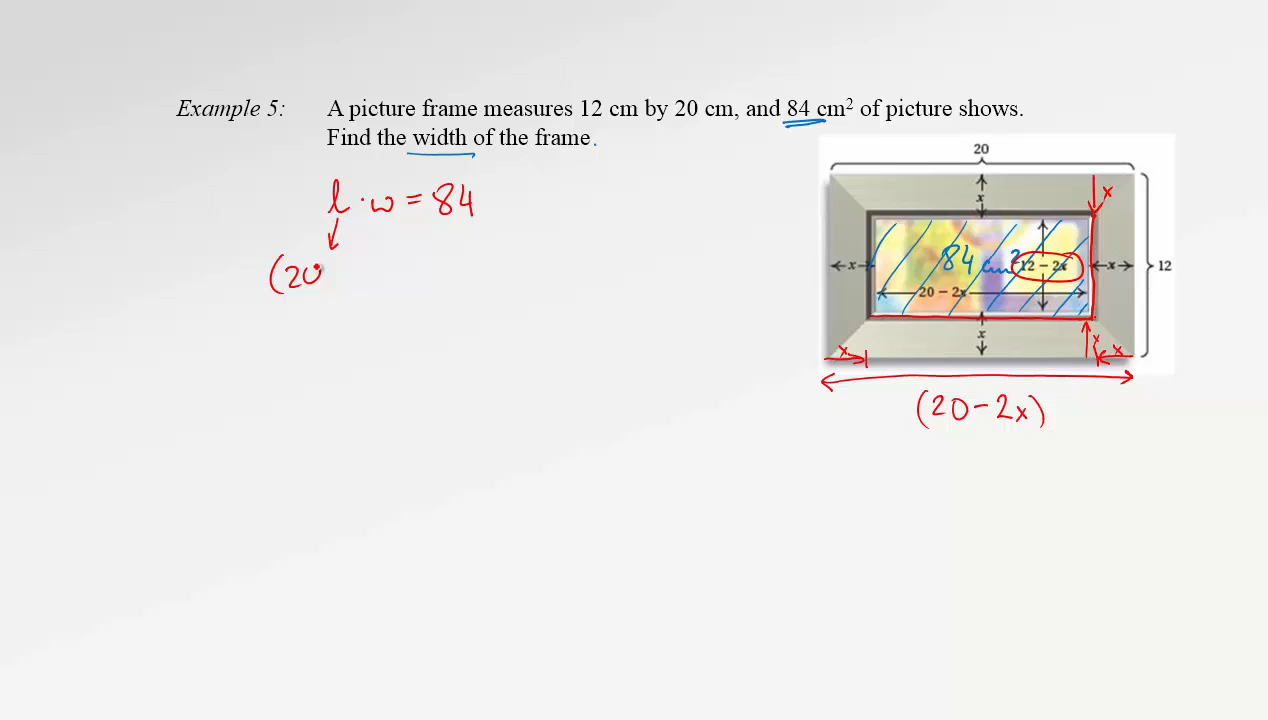 Example 5: A picture frame measures 12 cm by 20 cm, and 84 cm² of picture shows.
Find the width of the frame.
l · w = 84
(20
20
x
x
84 cm²
12 – 2x
x
x
12
20 – 2x
x
x
x
x
(20 – 2x)